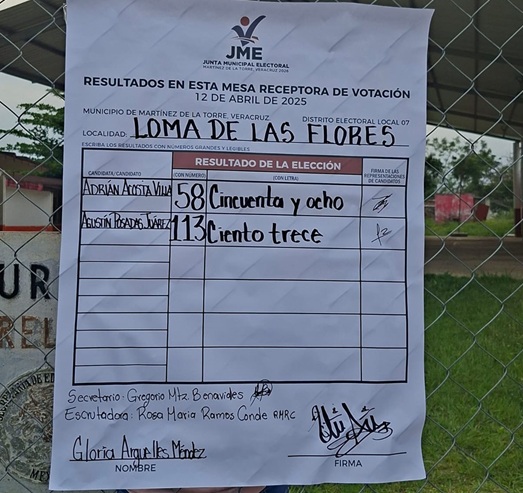 JME
JUNTA MUNICIPAL ELECTORAL
MARTÍNEZ DE LA TORRE, VERACRUZ
RESULTADOS EN ESTA MESA RECEPTORA DE VOTACIÓN
12 DE ABRIL DE 2025
MUNICIPIO DE MARTÍNEZ DE LA TORRE, VERACRUZ DISTRITO ELECTORAL LOCAL 07
LOCALIDAD: LOMA DE LAS FLORES
ESCRIBA LOS RESULTADOS CON NÚMEROS GRANDES Y LEGIBLES
RESULTADO DE LA ELECCIÓN
CANDIDATA/CANDIDATO (CON NÚMERO) (CON LETRA) FIRMA DE LAS REPRESENTACIONES DE CANDIDATOS
ADRIÁN ACOSTA VILLA 58 Cincuenta y ocho
AGUSTÍN POSADAS JUÁREZ 113 Ciento trece
Secretario: Gregorio Mtz. Benavides
Escrutadora: Rosa Maria Ramos Conde RMRC
Gloria Arguelles Méndez
NOMBRE FIRMA
UR
REL